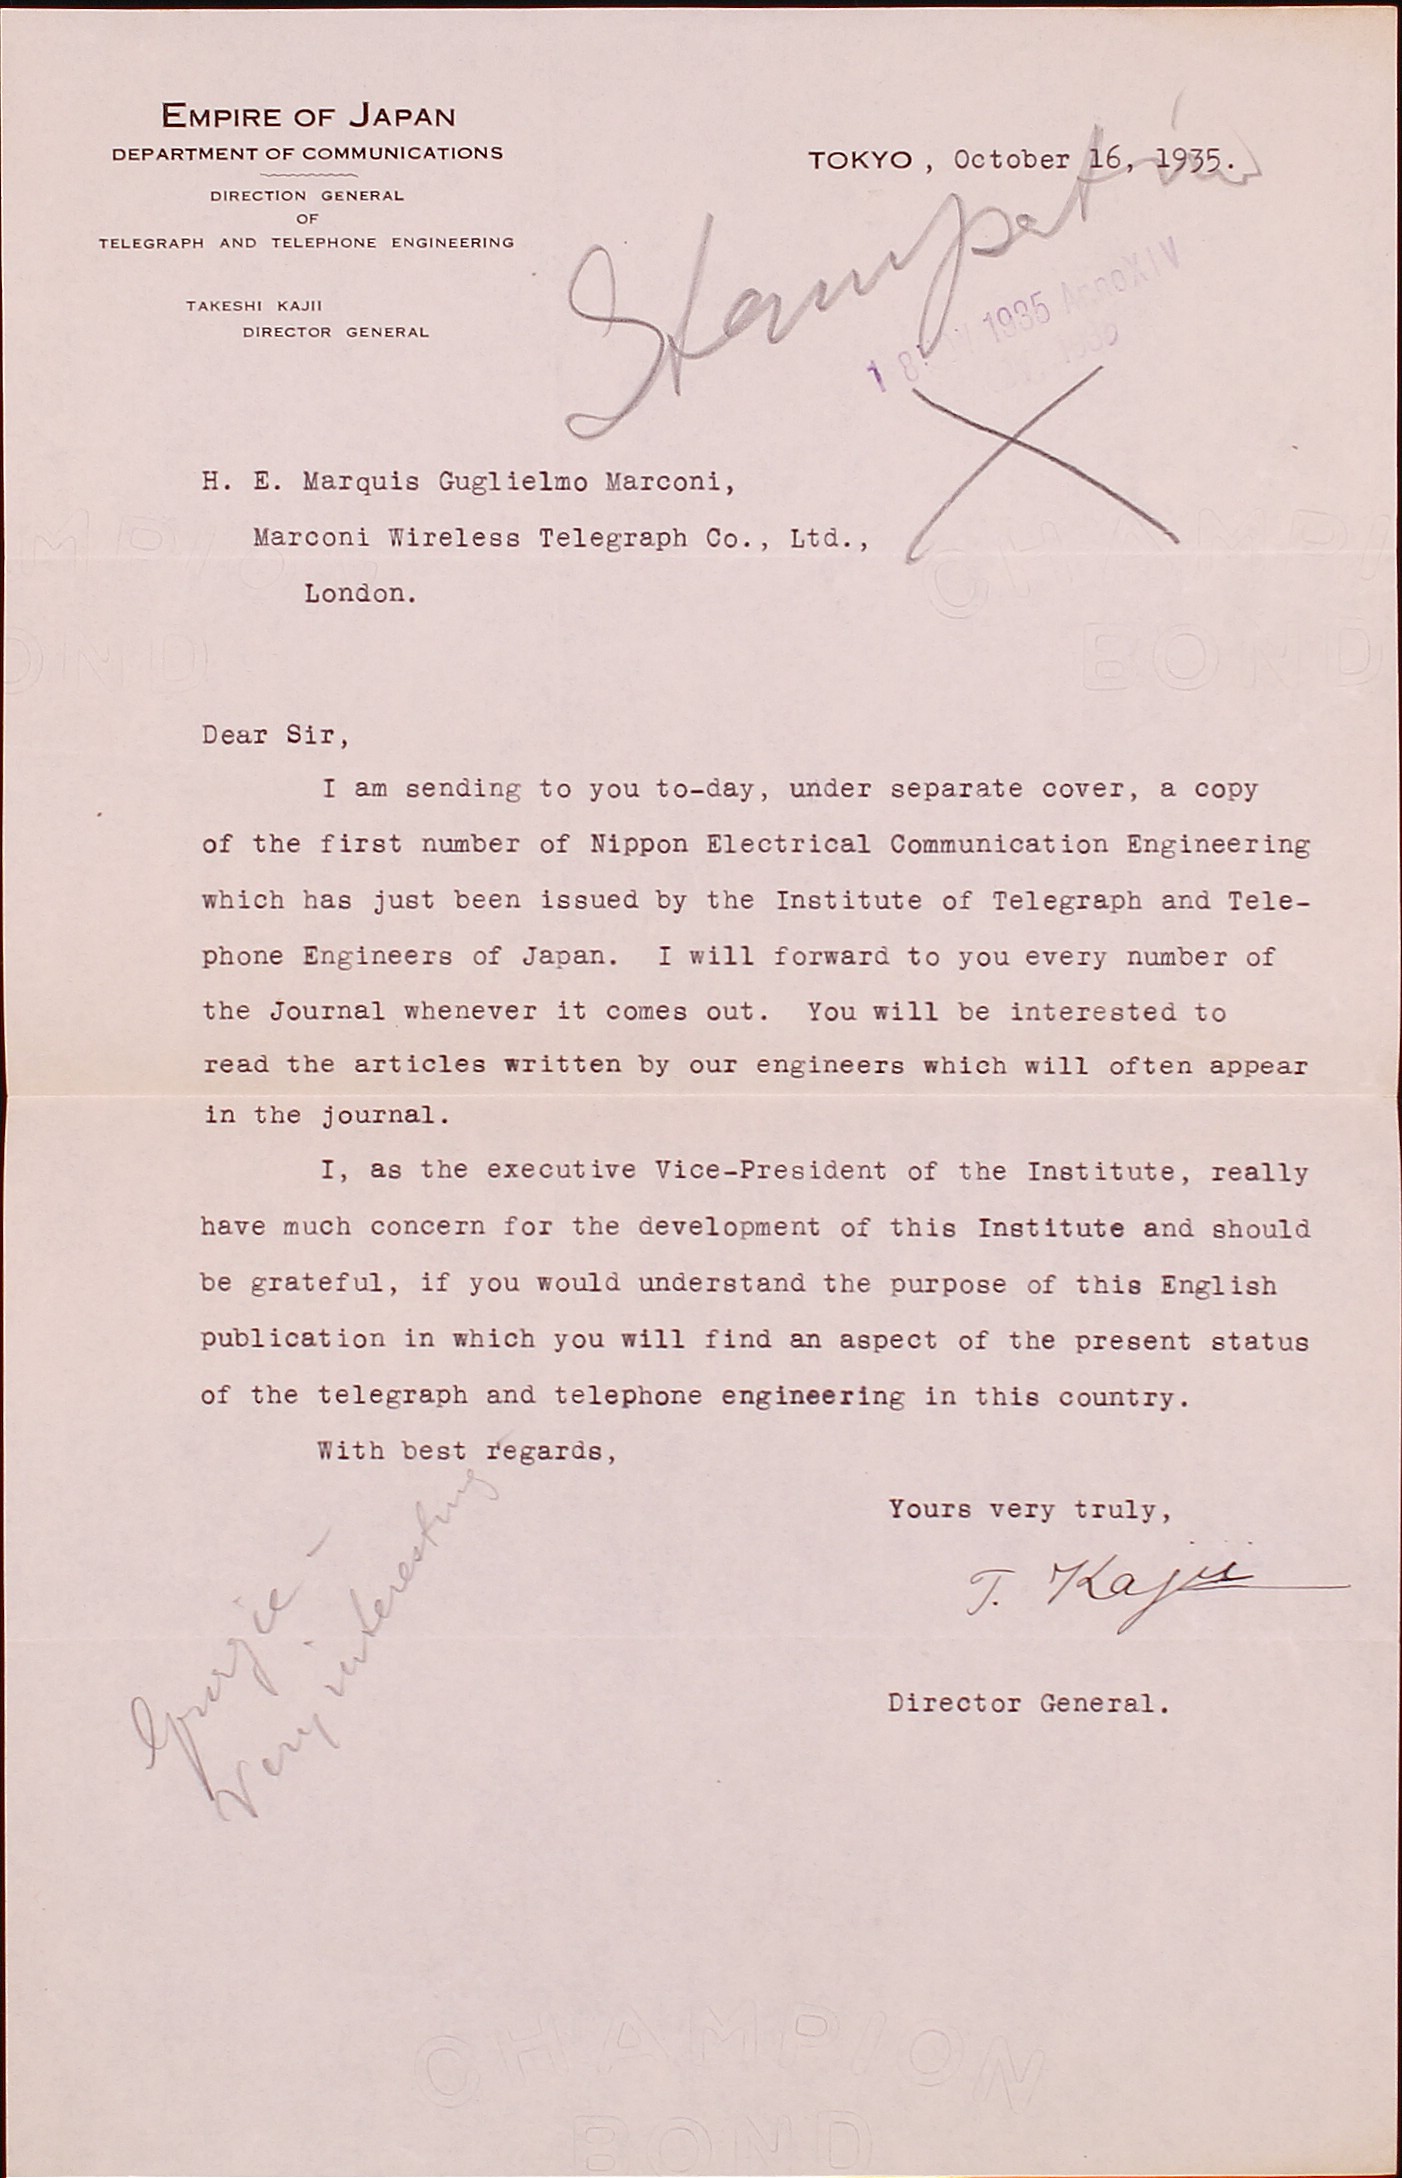 EMPIRE OF JAPAN
DEPARTMENT OF COMMUNICATIONS
DIRECTION GENERAL
OF
TELEGRAPH AND TELEPHONE ENGINEERING
TAKESHI KAJII
DIRECTOR GENERAL
TOKYO, October 16, 1935.
1935 Anno XIV
H. E. Marquis Guglielmo Marconi,
Marconi Wireless Telegraph Co., Ltd.,
London.
CHAMPION
BOND
Dear Sir,
I am sending to you to-day, under separate cover, a copy
of the first number of Nippon Electrical Communication Engineering
which has just been issued by the Institute of Telegraph and Tele-
phone Engineers of Japan. I will forward to you every number of
the Journal whenever it comes out. You will be interested to
read the articles written by our engineers which will often appear
in the journal.
I, as the executive Vice-President of the Institute, really
have much concern for the development of this Institute and should
be grateful, if you would understand the purpose of this English
publication in which you will find an aspect of the present status
of the telegraph and telephone engineering in this country.
With best regards,
Yours very truly,
T. Kajii
Director General.
very interesting
CHAMPION
BOND